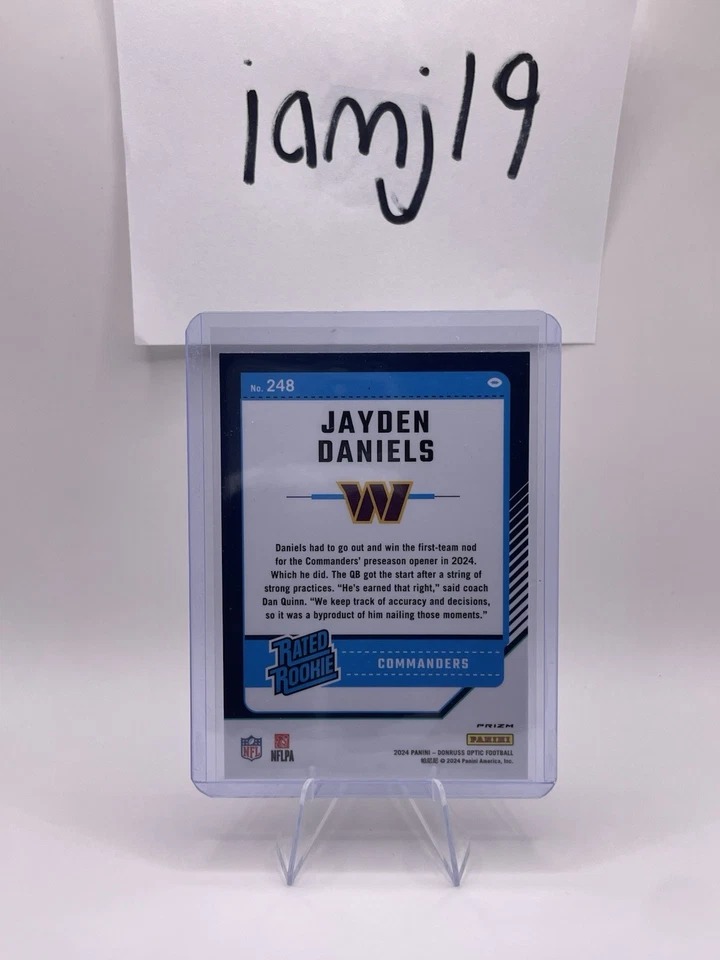 iamj19
No. 248
JAYDEN
DANIELS
W
Daniels had to go out and win the first-team nod
for the Commanders' preseason opener in 2024.
Which he did. The QB got the start after a string of
strong practices. "He's earned that right," said coach
Dan Quinn. "We keep track of accuracy and decisions,
so it was a byproduct of him nailing those moments."
RATED
ROOKIE
COMMANDERS
PRIZM
PANINI
NFL
NFLPA
2024 PANINI – DONRUSS OPTIC FOOTBALL
© 2024 Panini America, Inc.